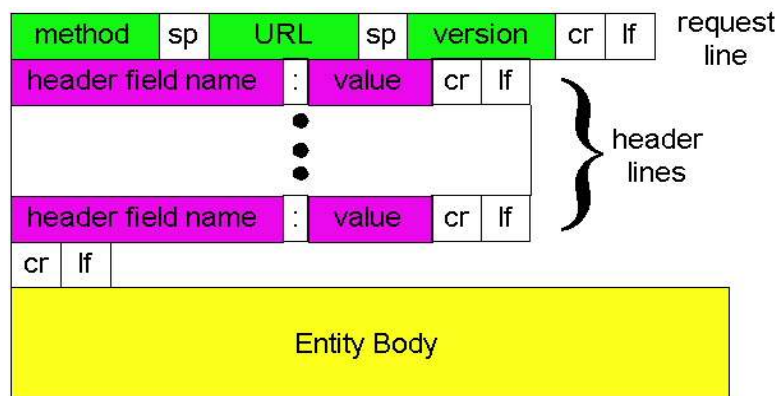 method sp URL sp version cr lf request line
header field name : value cr lf
header lines
header field name : value cr lf
cr lf
Entity Body